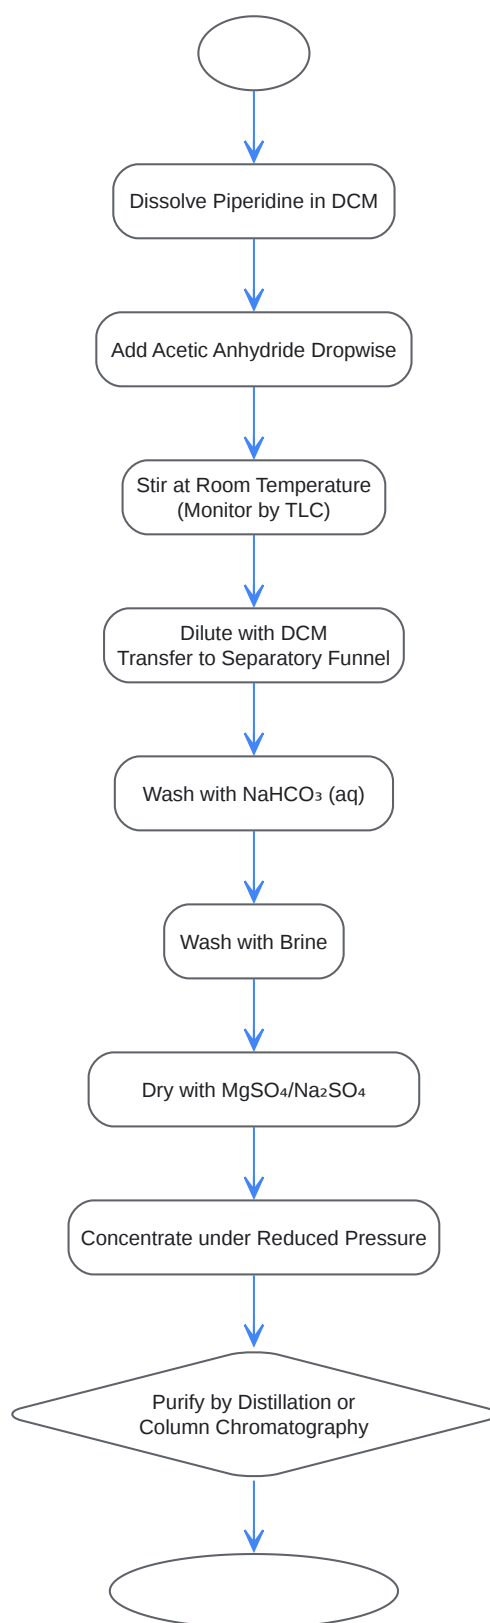 Dissolve Piperidine in DCM
Add Acetic Anhydride Dropwise
Stir at Room Temperature
(Monitor by TLC)
Dilute with DCM
Transfer to Separatory Funnel
Wash with NaHCO₃ (aq)
Wash with Brine
Dry with MgSO₄/Na₂SO₄
Concentrate under Reduced Pressure
Purify by Distillation or
Column Chromatography